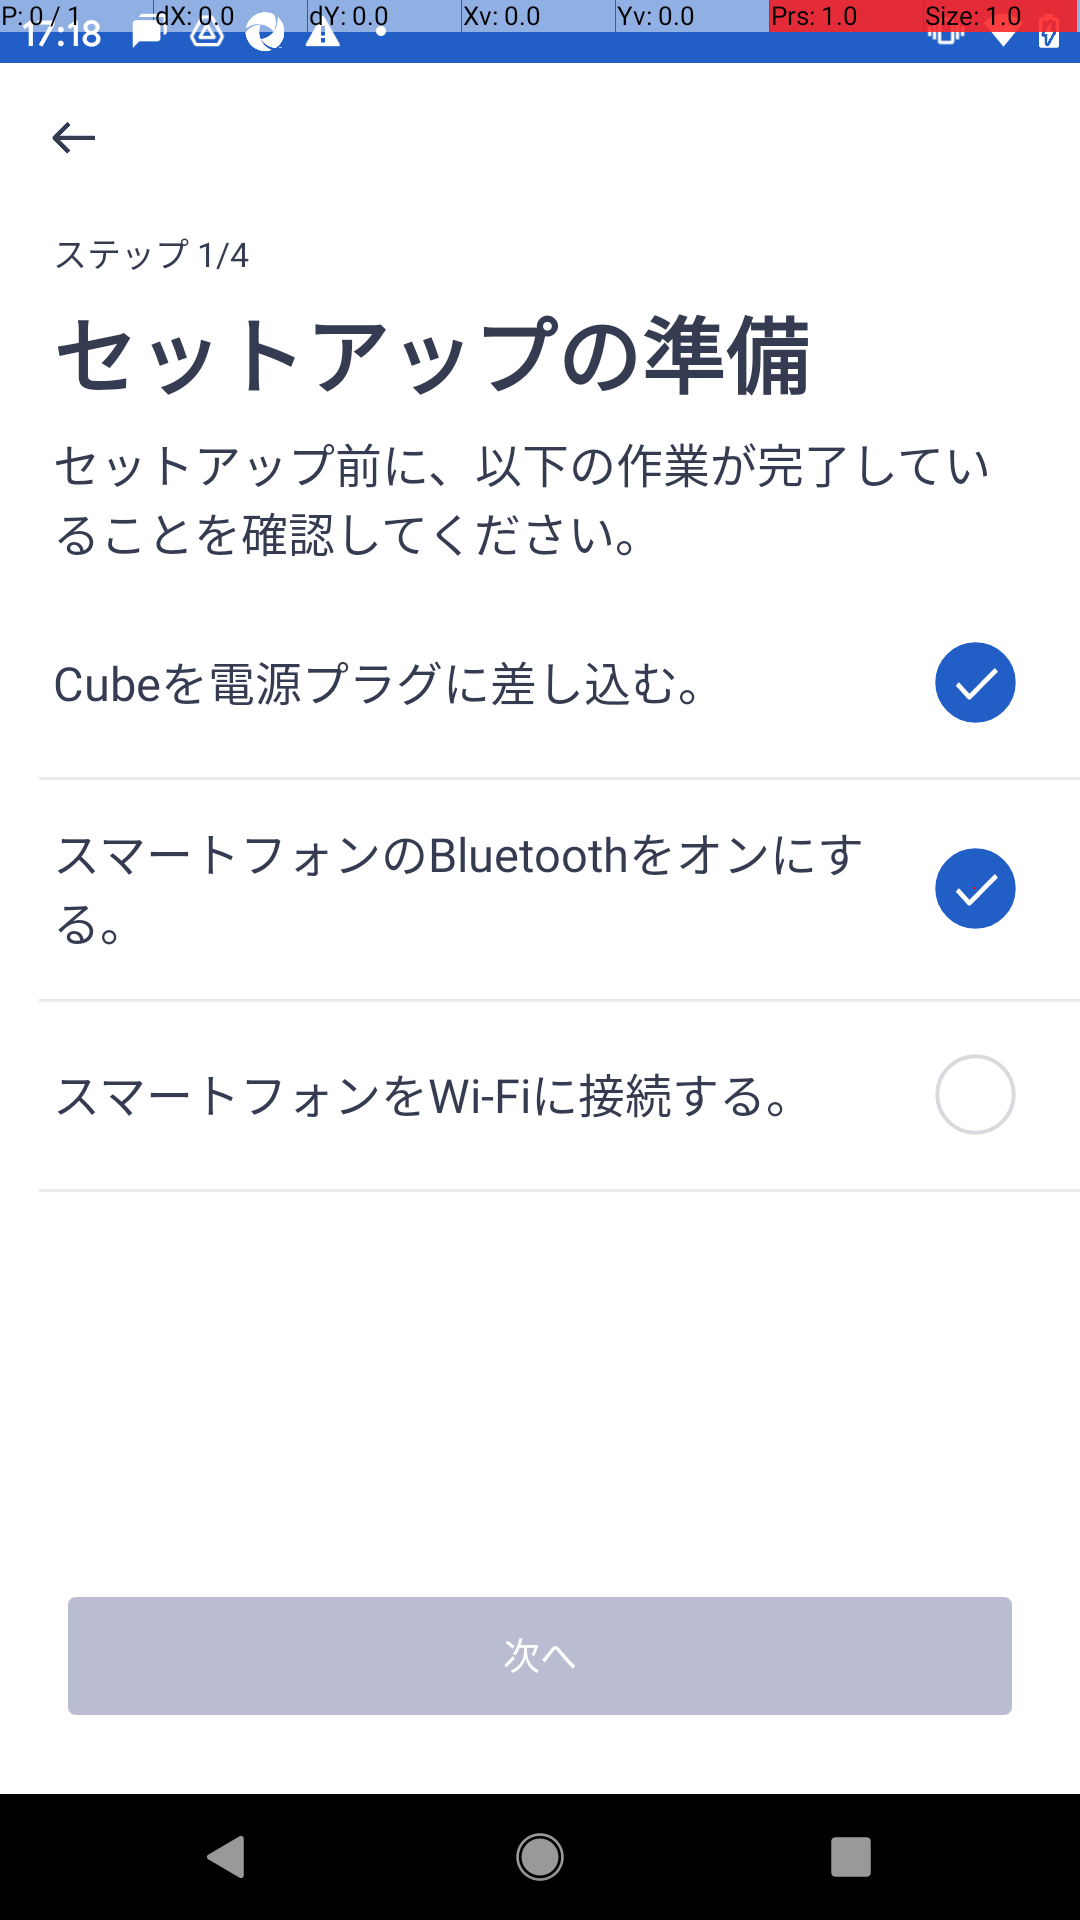 P: 0 / 1 dX: 0.0 dY: 0.0 Xv: 0.0 Yv: 0.0 Prs: 1.0 Size: 1.0
17:18
ステップ 1/4
セットアップの準備
セットアップ前に、以下の作業が完了してい
ることを確認してください。
Cubeを電源プラグに差し込む。
スマートフォンのBluetoothをオンにす
る。
スマートフォンをWi-Fiに接続する。
次へ